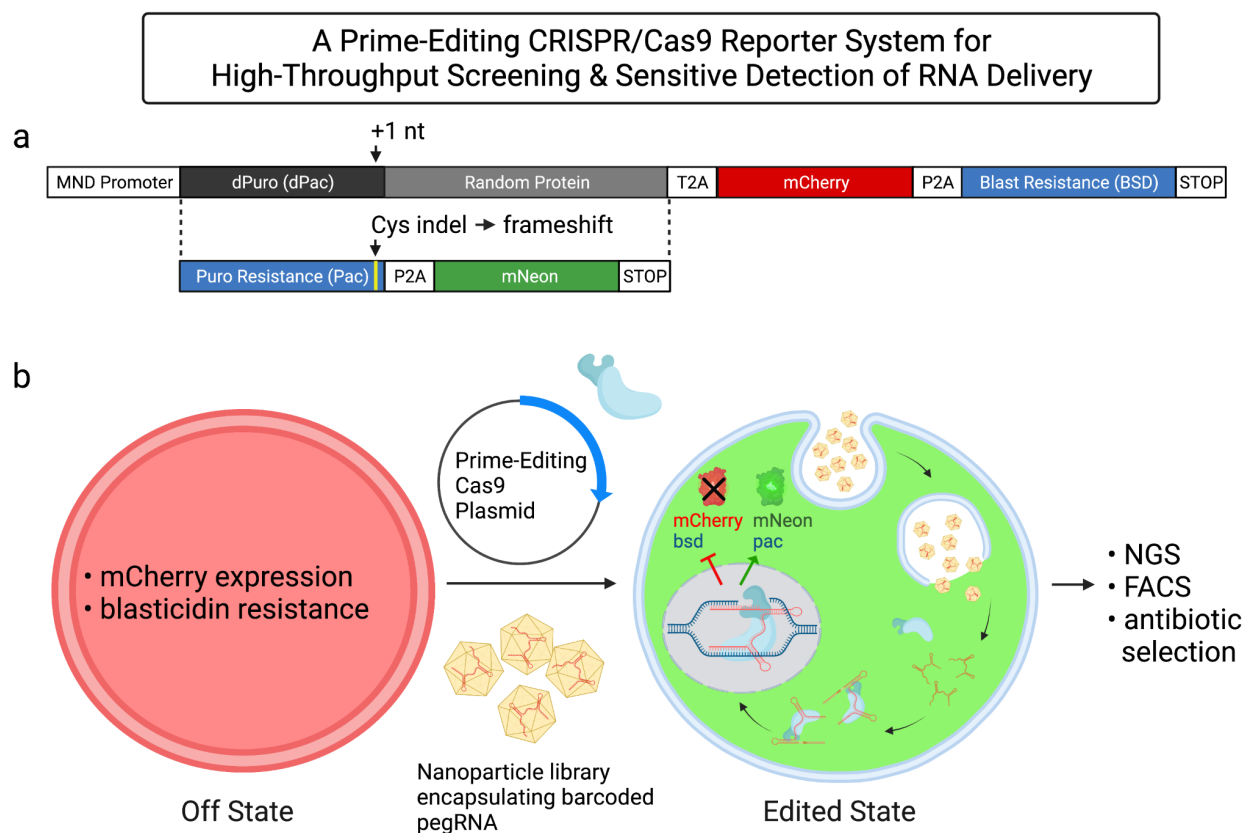 A Prime-Editing CRISPR/Cas9 Reporter System for
High-Throughput Screening & Sensitive Detection of RNA Delivery
a
+1 nt
MND Promoter dPuro (dPac) Random Protein T2A mCherry P2A Blast Resistance (BSD) STOP
Cys indel → frameshift
Puro Resistance (Pac) P2A mNeon STOP
b
Prime-Editing
Cas9
Plasmid
• mCherry expression
• blasticidin resistance
mCherry mNeon
bsd pac
• NGS
• FACS
• antibiotic
selection
Nanoparticle library
encapsulating barcoded
pegRNA
Off State
Edited State